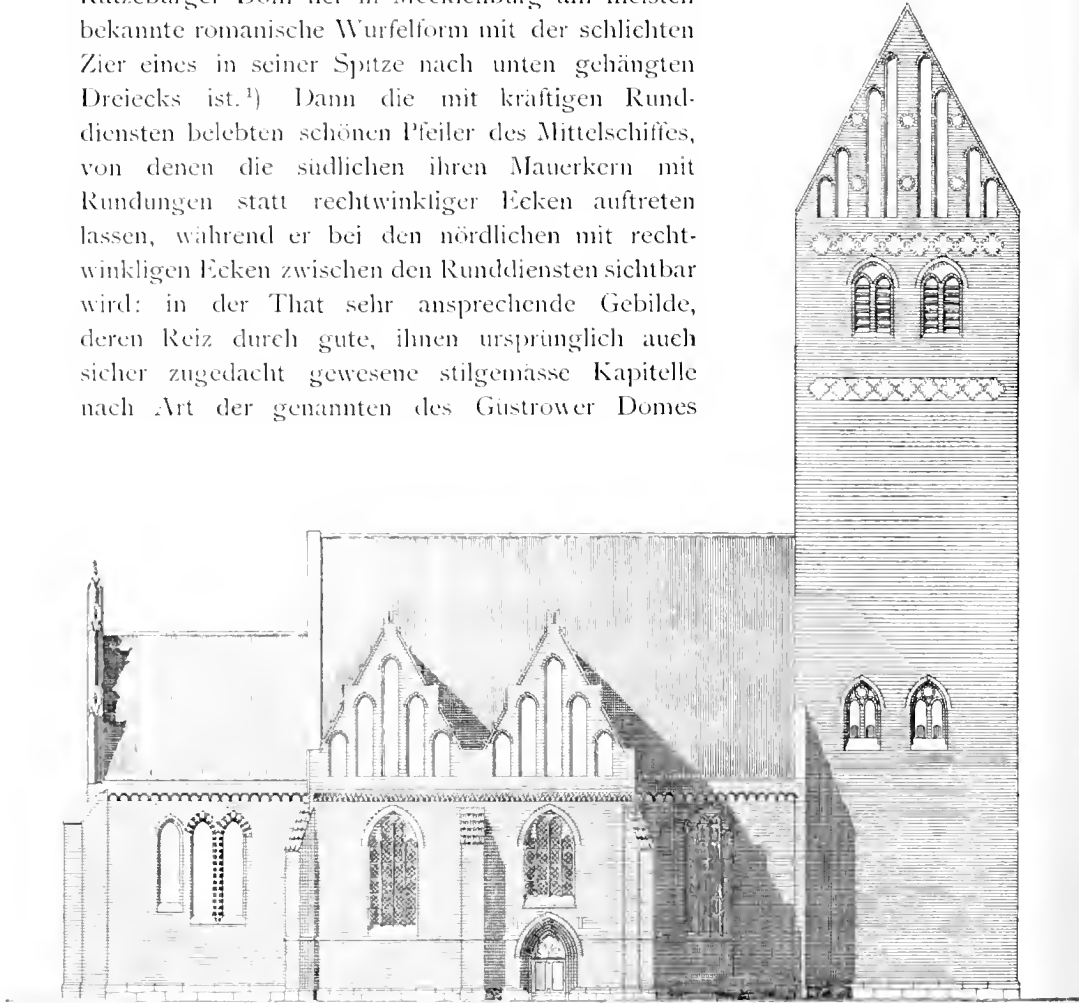 bekannte romanische Würfelform mit der schlichten
Zier eines in seiner Spitze nach unten gehängten
Dreiecks ist.¹) Dann die mit kräftigen Rund-
diensten belebten schönen Pfeiler des Mittelschiffes,
von denen die südlichen ihren Mauerkern mit
Rundungen statt rechtwinkliger Ecken auftreten
lassen, während er bei den nördlichen mit recht-
winkligen Ecken zwischen den Runddiensten sichtbar
wird: in der That sehr ansprechende Gebilde,
deren Reiz durch gute, ihnen ursprünglich auch
sicher zugedacht gewesene stilgemässe Kapitelle
nach Art der genannten des Güstrower Domes